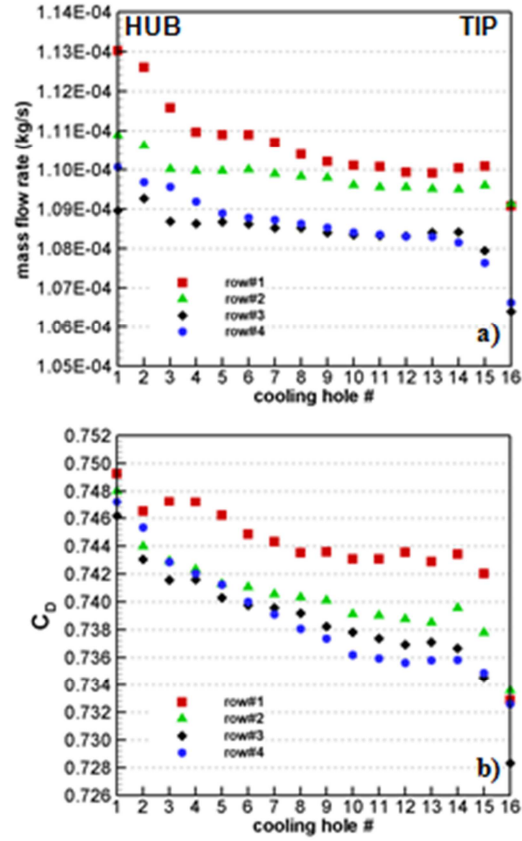 HUB TIP
1.14E-04
1.13E-04
1.12E-04
1.11E-04
1.10E-04
1.09E-04
1.08E-04
1.07E-04
1.06E-04
1.05E-04
mass flow rate (kg/s)
row#1
row#2
row#3
row#4
a)
1 2 3 4 5 6 7 8 9 10 11 12 13 14 15 16
cooling hole #
0.752
0.750
0.748
0.746
0.744
0.742
0.740
0.738
0.736
0.734
0.732
0.730
0.728
0.726
C_D
row#1
row#2
row#3
row#4
b)
1 2 3 4 5 6 7 8 9 10 11 12 13 14 15 16
cooling hole #